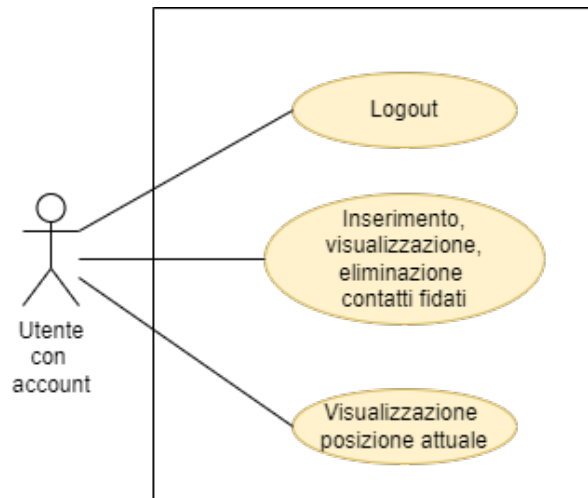 Logout
Inserimento,
visualizzazione,
eliminazione
contatti fidati
Utente
con
account
Visualizzazione
posizione attuale